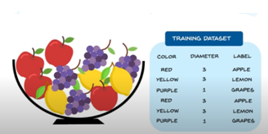 TRAINING DATASET
COLOR DIAMETER LABEL
RED 3 APPLE
YELLOW 3 LEMON
PURPLE 1 GRAPES
RED 3 APPLE
YELLOW 3 LEMON
PURPLE 1 GRAPES